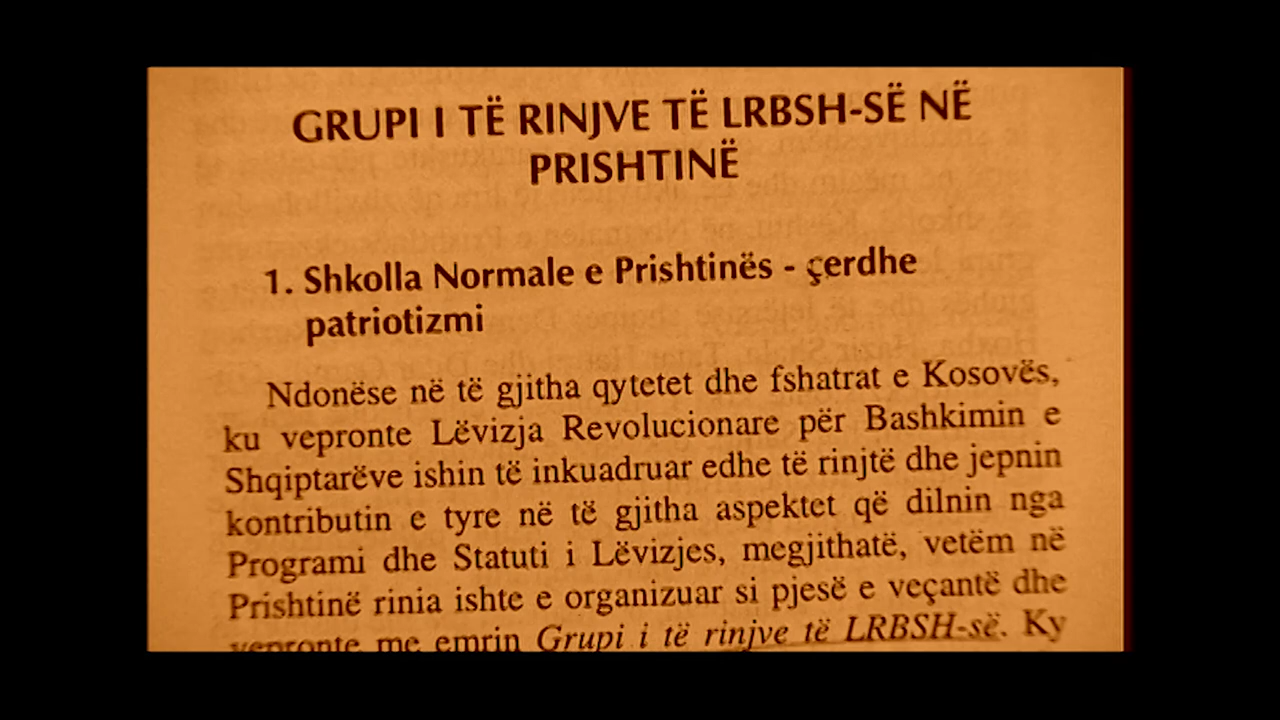 GRUPI I TË RINJVE TË LRBSH-SË NË
PRISHTINË
1. Shkolla Normale e Prishtinës - çerdhe
patriotizmi
Ndonëse në të gjitha qytetet dhe fshatrat e Kosovës,
ku vepronte Lëvizja Revolucionare për Bashkimin e
Shqiptarëve ishin të inkuadruar edhe të rinjtë dhe jepnin
kontributin e tyre në të gjitha aspektet që dilnin nga
Programi dhe Statuti i Lëvizjes, megjithatë, vetëm në
Prishtinë rinia ishte e organizuar si pjesë e veçantë dhe
vepronte me emrin Grupi i të rinjve të LRBSH-së. Ky